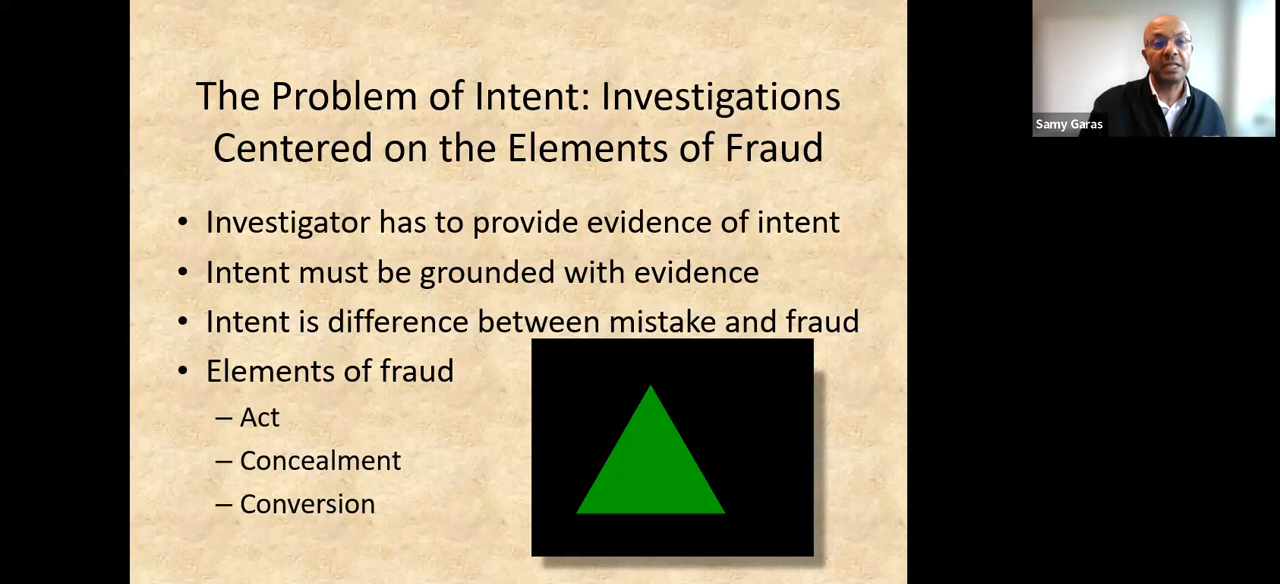 The Problem of Intent: Investigations
Centered on the Elements of Fraud
• Investigator has to provide evidence of intent
• Intent must be grounded with evidence
• Intent is difference between mistake and fraud
• Elements of fraud
– Act
– Concealment
– Conversion
Samy Garas